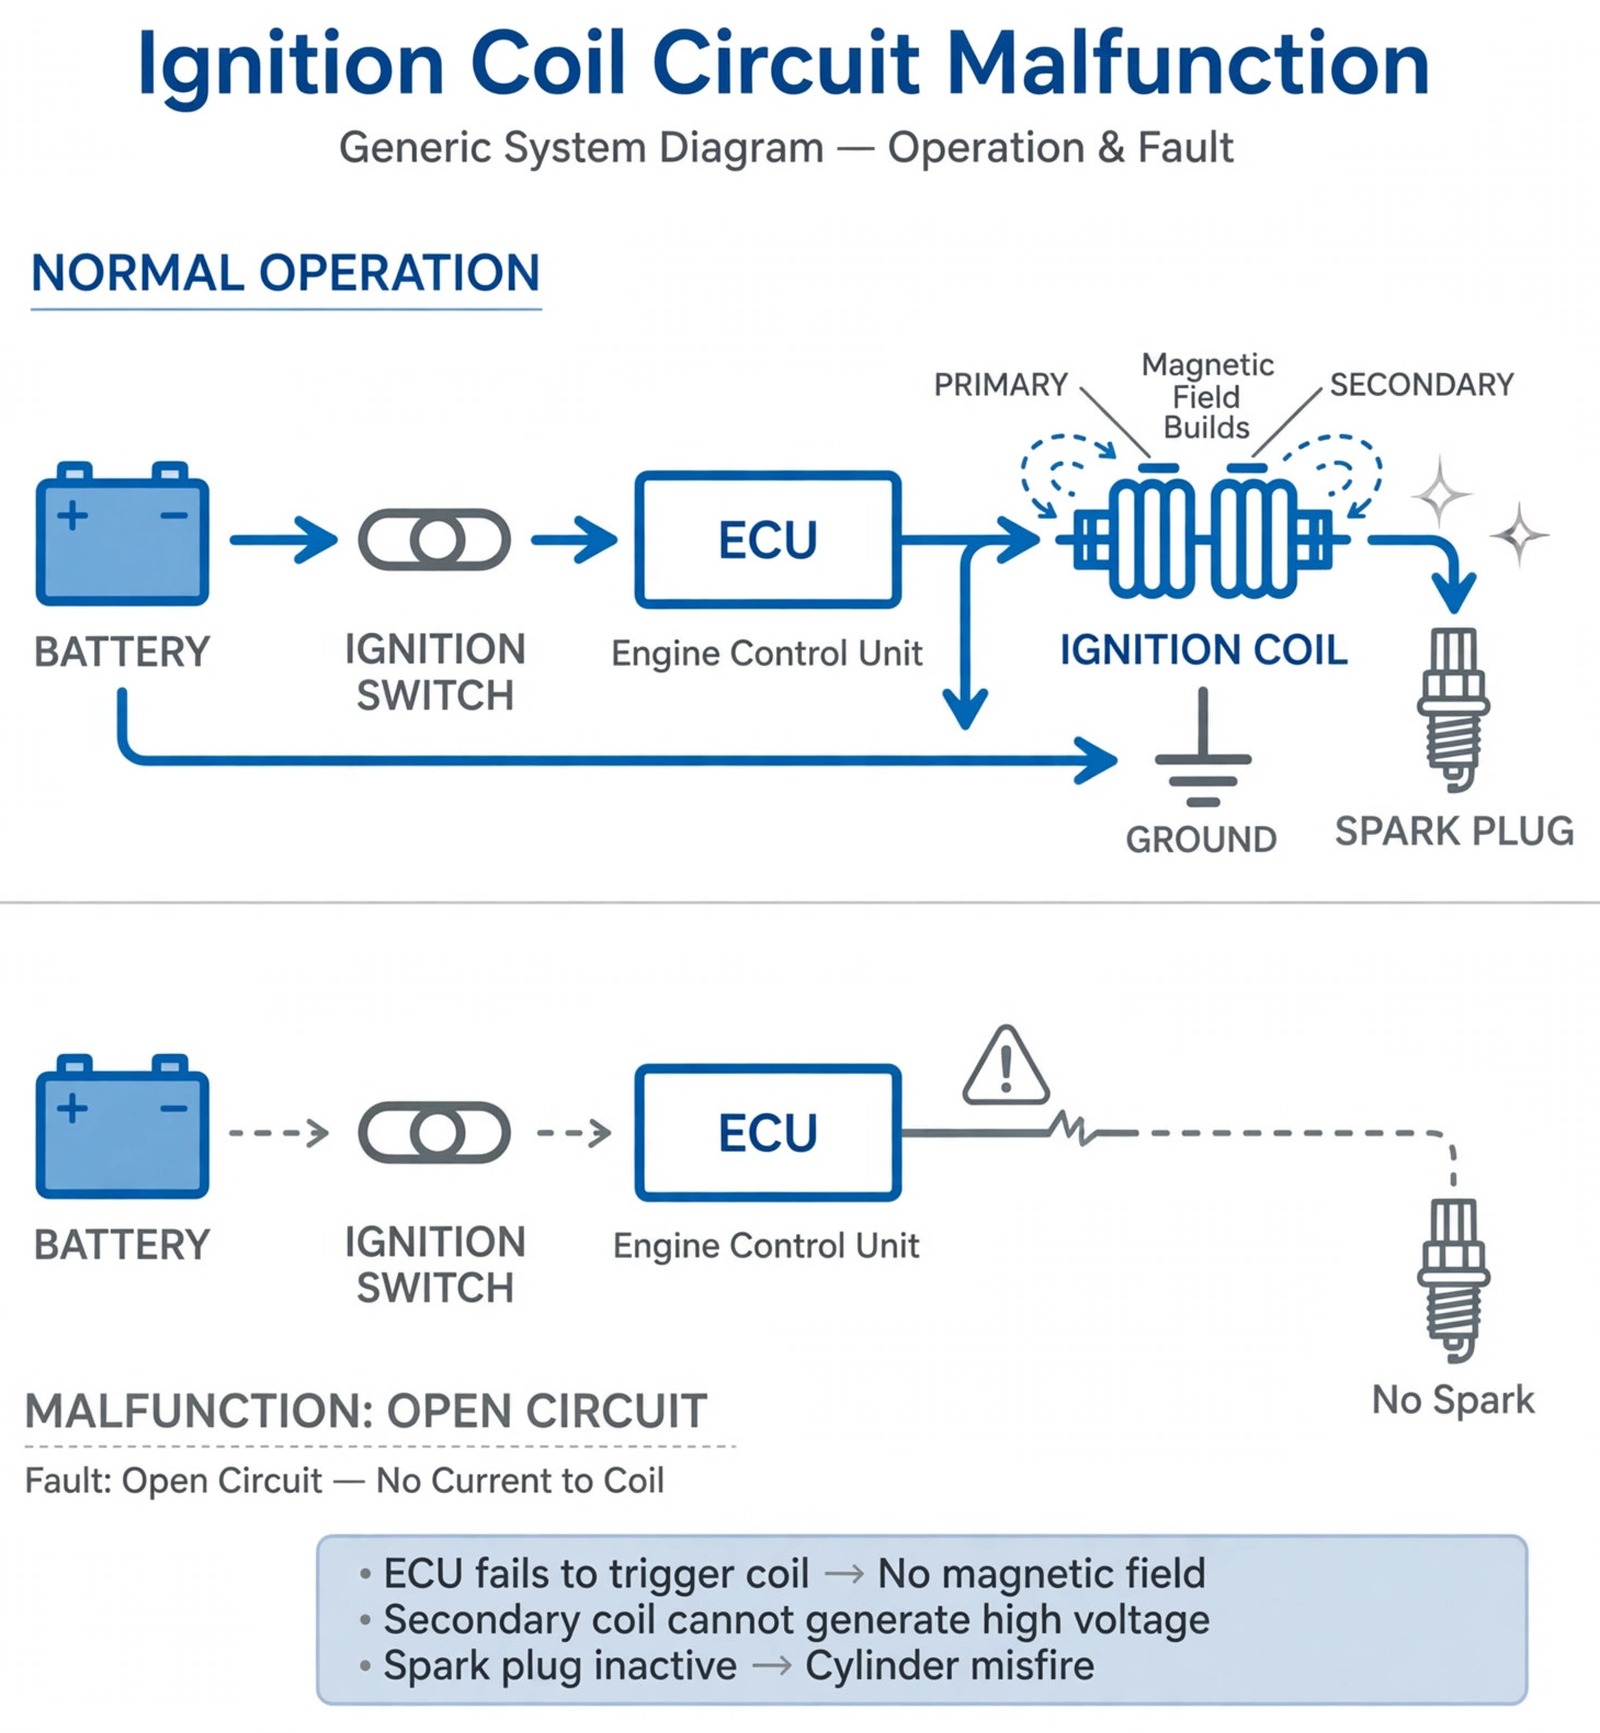 Ignition Coil Circuit Malfunction
Generic System Diagram — Operation & Fault
NORMAL OPERATION
PRIMARY
Magnetic
Field
Builds
SECONDARY
+ −
ECU
BATTERY
IGNITION
SWITCH
Engine Control Unit
IGNITION COIL
GROUND
SPARK PLUG
+ −
ECU
BATTERY
IGNITION
SWITCH
Engine Control Unit
!
No Spark
MALFUNCTION: OPEN CIRCUIT
Fault: Open Circuit — No Current to Coil
• ECU fails to trigger coil → No magnetic field
• Secondary coil cannot generate high voltage
• Spark plug inactive → Cylinder misfire